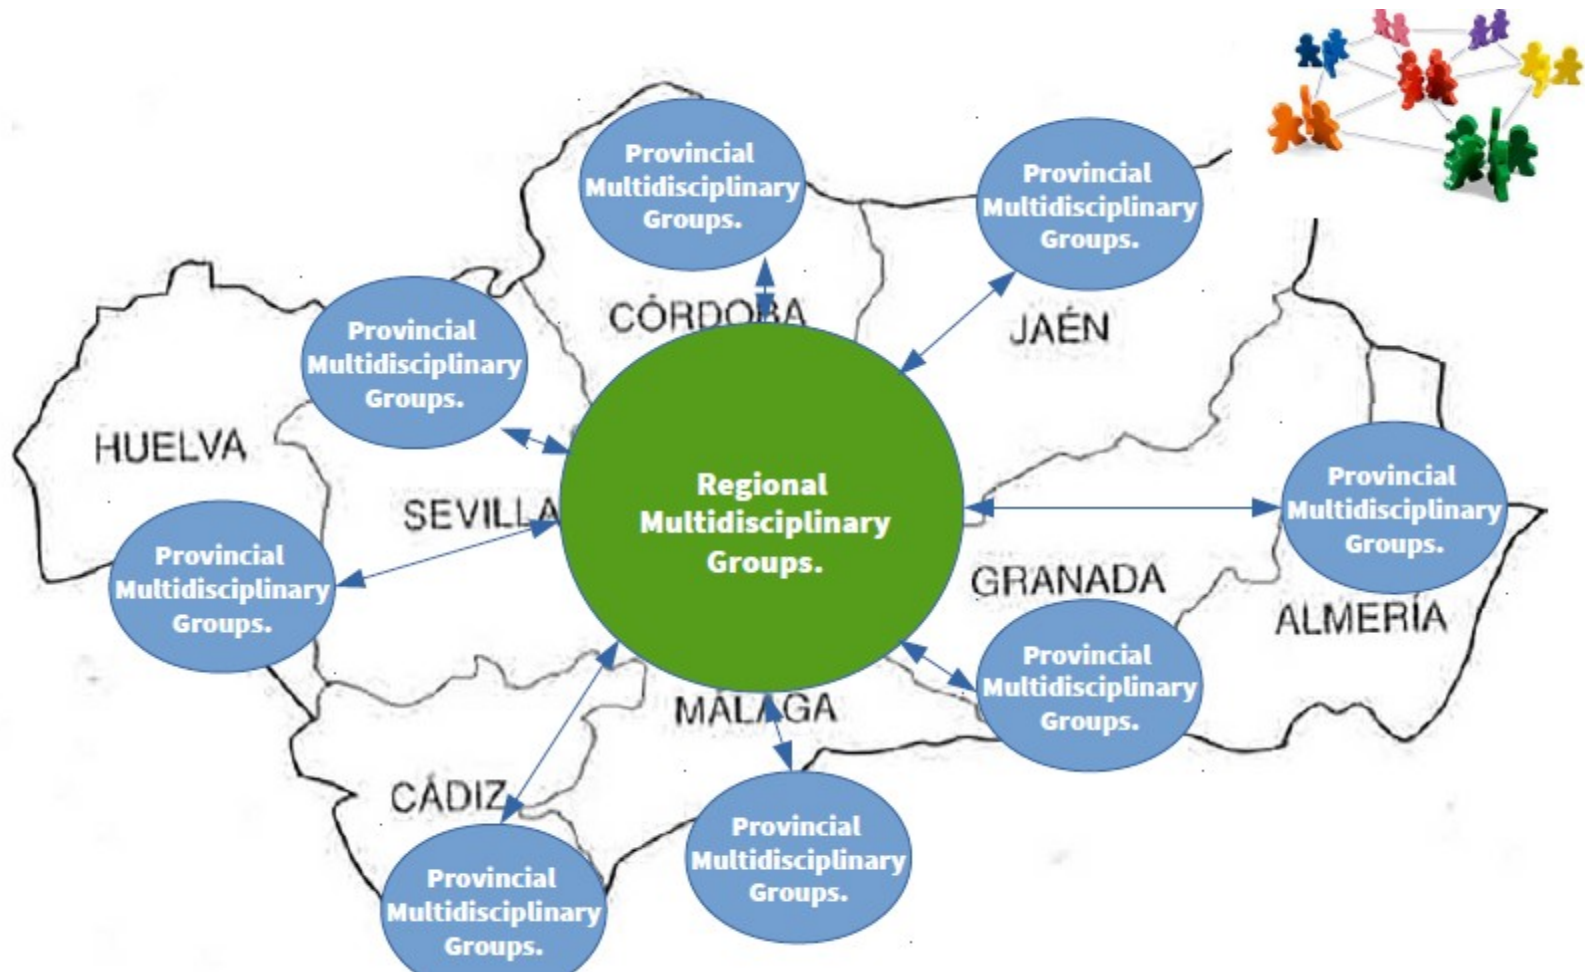 Provincial
Multidisciplinary
Groups.
Provincial
Multidisciplinary
Groups.
CÓRDOBA
JAÉN
Provincial
Multidisciplinary
Groups.
HUELVA
SEVILLA
Regional
Multidisciplinary
Groups.
Provincial
Multidisciplinary
Groups.
Provincial
Multidisciplinary
Groups.
GRANADA
ALMERÍA
Provincial
Multidisciplinary
Groups.
MÁLAGA
CÁDIZ
Provincial
Multidisciplinary
Groups.
Provincial
Multidisciplinary
Groups.